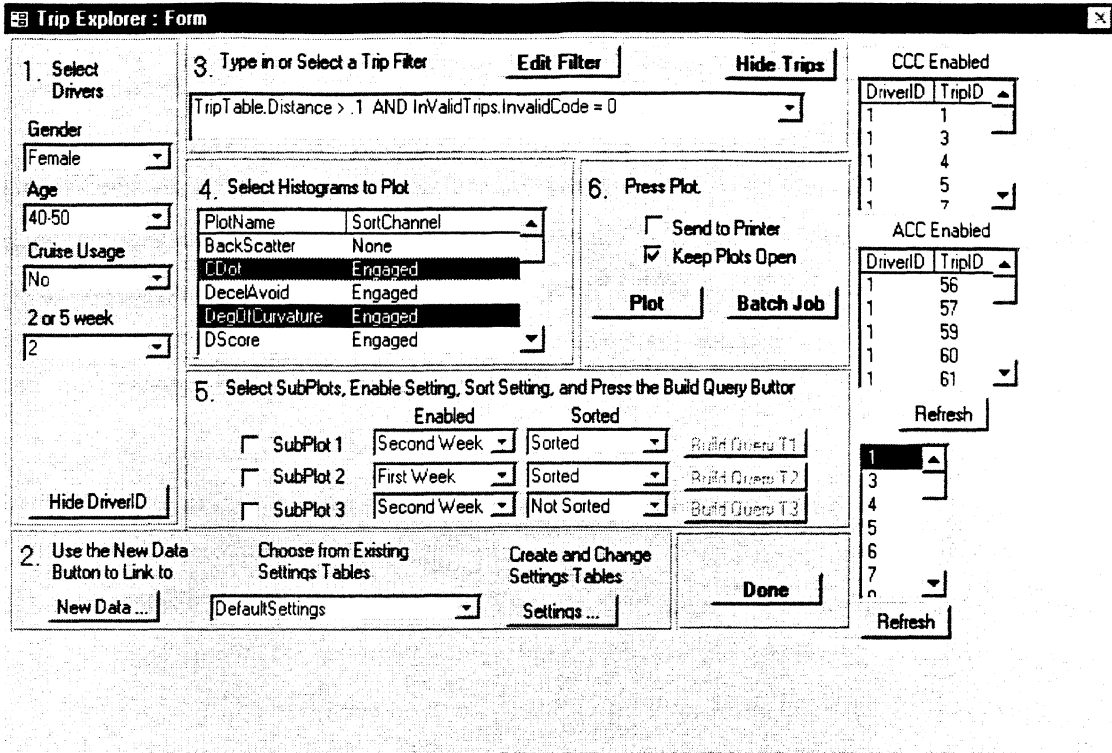 Trip Explorer : Form
1. Select Drivers
Gender
Female
Age
40-50
Cruise Usage
No
2 or 5 week
2
Hide DriverID
3. Type in or Select a Trip Filter
Edit Filter
Hide Trips
TripTable.Distance > .1 AND InValidTrips.InvalidCode = 0
4. Select Histograms to Plot
PlotName SortChannel
BackScatter None
CDot Engaged
DecelAvoid Engaged
DegOfCurvature Engaged
DScore Engaged
6. Press Plot.
Send to Printer
Keep Plots Open
Plot
Batch Job
5. Select SubPlots, Enable Setting, Sort Setting, and Press the Build Query Buttor
Enabled Sorted
SubPlot 1 Second Week Sorted Build Query T1
SubPlot 2 First Week Sorted Build Query T2
SubPlot 3 Second Week Not Sorted Build Query T3
2. Use the New Data Button to Link to
New Data ...
Choose from Existing Settings Tables
DefaultSettings
Create and Change Settings Tables
Settings ...
Done
CCC Enabled
DriverID TripID
1 1
1 3
1 4
1 5
1 7
ACC Enabled
DriverID TripID
1 56
1 57
1 59
1 60
1 61
Refresh
1
3
4
5
6
7
Refresh